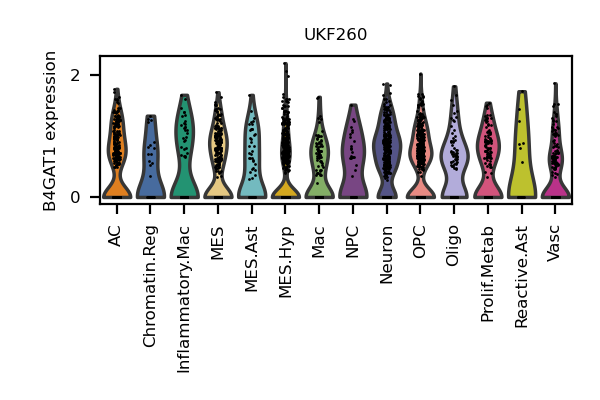 UKF260
B4GAT1 expression
2
0
AC
Chromatin.Reg
Inflammatory.Mac
MES
MES.Ast
MES.Hyp
Mac
NPC
Neuron
OPC
Oligo
Prolif.Metab
Reactive.Ast
Vasc